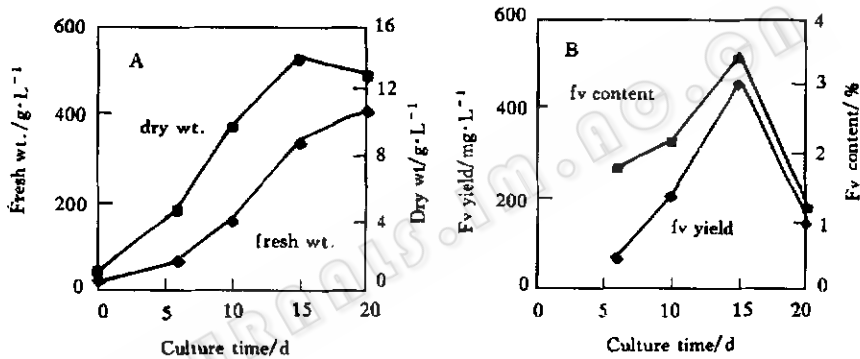 A
Fresh wt./g·L⁻¹
600
400
200
0
dry wt.
fresh wt.
16
12
8
4
0
Dry wt/g·L⁻¹
0 5 10 15 20
Culture time/d
B
Fv yield/mg·L⁻¹
600
400
200
0
fv content
fv yield
4
3
2
1
0
Fv content/%
0 5 10 15 20
Culture time/d